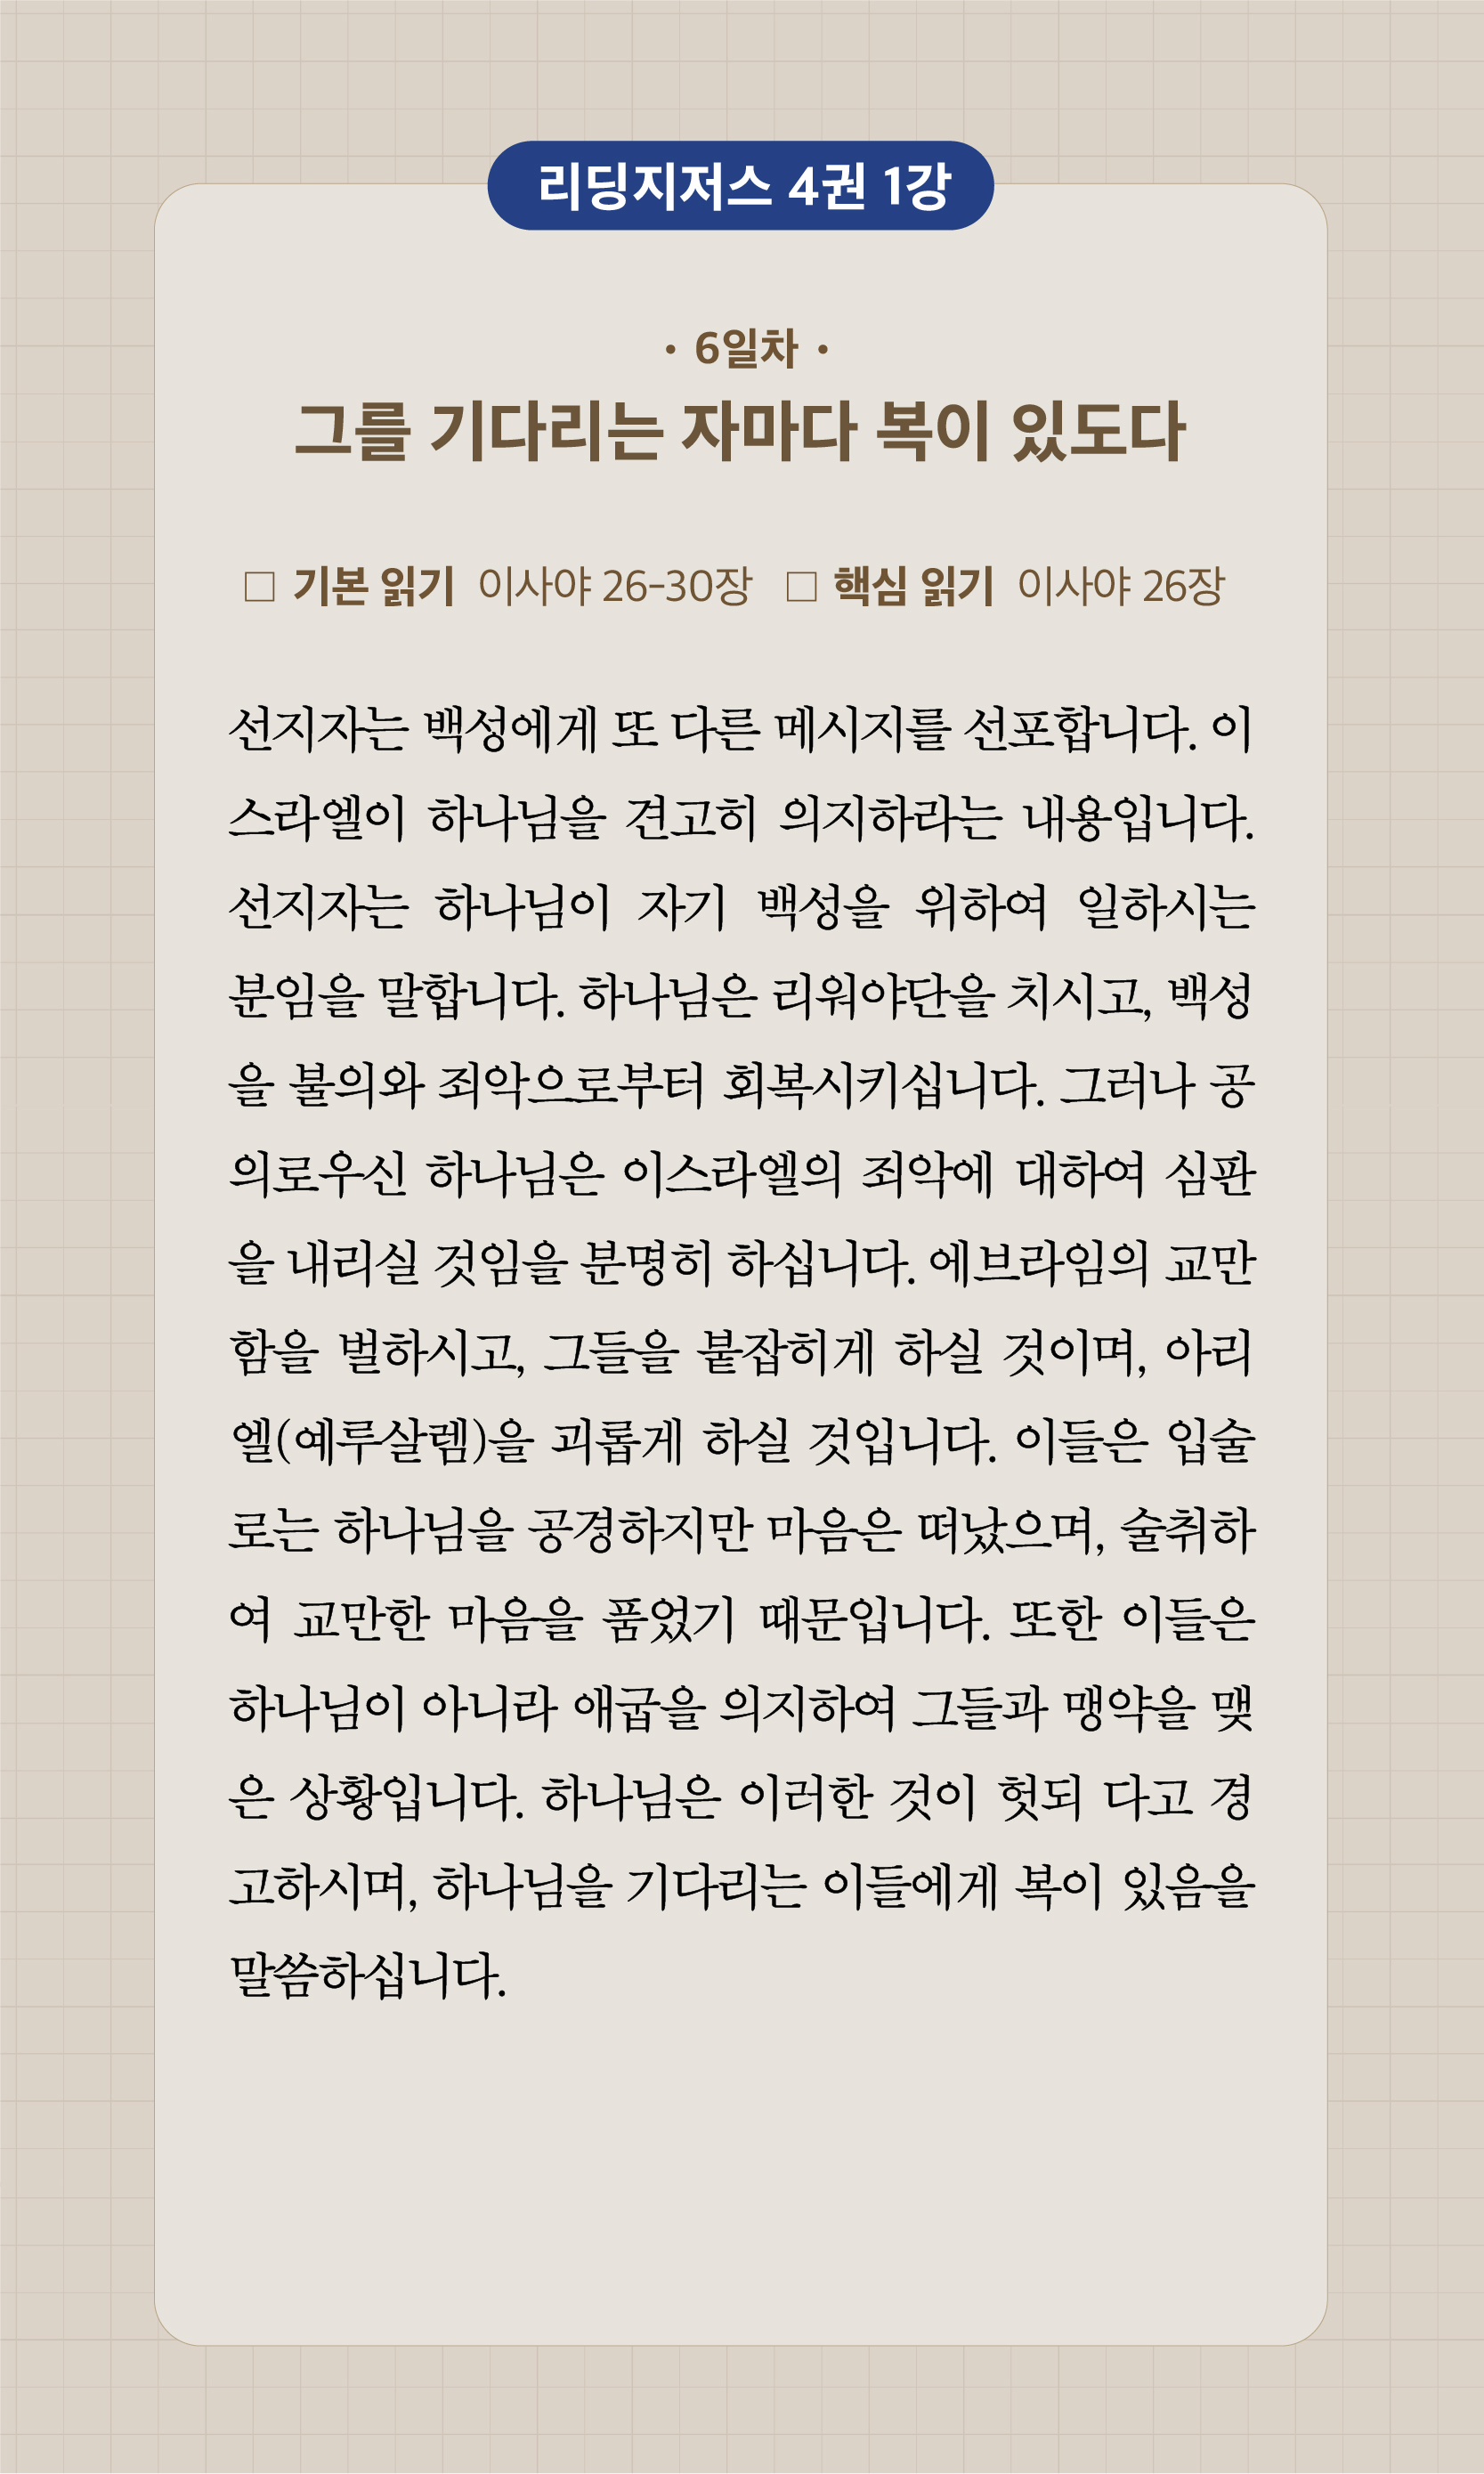 리딩지저스 4권 1강
· 6일차 ·
그를 기다리는 자마다 복이 있도다
□ 기본 읽기 이사야 26-30장 □ 핵심 읽기 이사야 26장
선지자는 백성에게 또 다른 메시지를 선포합니다. 이
스라엘이 하나님을 견고히 의지하라는 내용입니다.
선지자는 하나님이 자기 백성을 위하여 일하시는
분임을 말합니다. 하나님은 리워야단을 치시고, 백성
을 불의와 죄악으로부터 회복시키십니다. 그러나 공
의로우신 하나님은 이스라엘의 죄악에 대하여 심판
을 내리실 것임을 분명히 하십니다. 에브라임의 교만
함을 벌하시고, 그들을 붙잡히게 하실 것이며, 아리
엘(예루살렘)을 괴롭게 하실 것입니다. 이들은 입술
로는 하나님을 공경하지만 마음은 떠났으며, 술취하
여 교만한 마음을 품었기 때문입니다. 또한 이들은
하나님이 아니라 애굽을 의지하여 그들과 맹약을 맺
은 상황입니다. 하나님은 이러한 것이 헛되 다고 경
고하시며, 하나님을 기다리는 이들에게 복이 있음을
말씀하십니다.